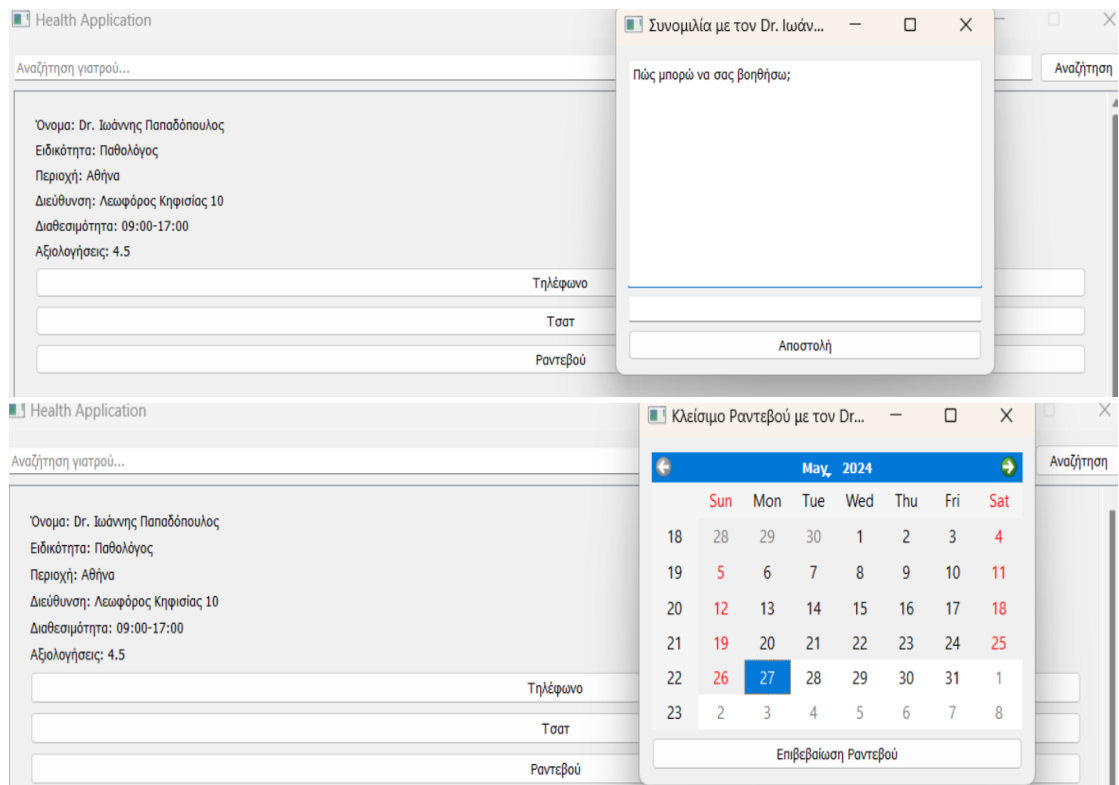 Health Application
Αναζήτηση γιατρού...
Αναζήτηση
Όνομα: Dr. Ιωάννης Παπαδόπουλος
Ειδικότητα: Παθολόγος
Περιοχή: Αθήνα
Διεύθυνση: Λεωφόρος Κηφισίας 10
Διαθεσιμότητα: 09:00-17:00
Αξιολογήσεις: 4.5
Τηλέφωνο
Τσατ
Ραντεβού
Συνομιλία με τον Dr. Ιωάν...
Πώς μπορώ να σας βοηθήσω;
Αποστολή
Health Application
Αναζήτηση γιατρού...
Αναζήτηση
Όνομα: Dr. Ιωάννης Παπαδόπουλος
Ειδικότητα: Παθολόγος
Περιοχή: Αθήνα
Διεύθυνση: Λεωφόρος Κηφισίας 10
Διαθεσιμότητα: 09:00-17:00
Αξιολογήσεις: 4.5
Τηλέφωνο
Τσατ
Ραντεβού
Κλείσιμο Ραντεβού με τον Dr...
May, 2024
Sun Mon Tue Wed Thu Fri Sat
18 28 29 30 1 2 3 4
19 5 6 7 8 9 10 11
20 12 13 14 15 16 17 18
21 19 20 21 22 23 24 25
22 26 27 28 29 30 31 1
23 2 3 4 5 6 7 8
Επιβεβαίωση Ραντεβού